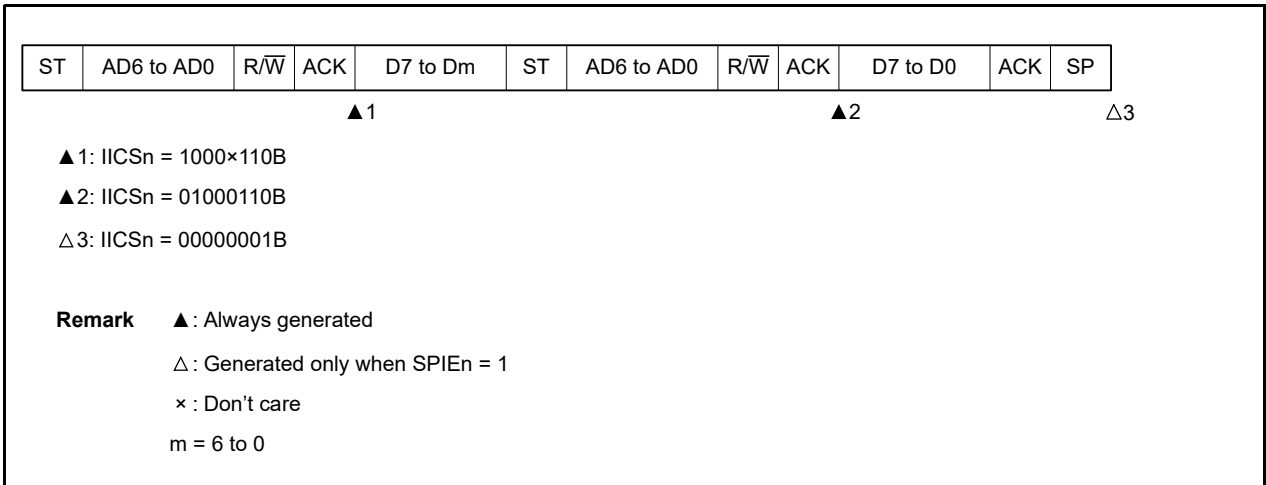 ST AD6 to AD0 R/W̅ ACK D7 to Dm ST AD6 to AD0 R/W̅ ACK D7 to D0 ACK SP
▲1 ▲2 △3
▲1: IICSn = 1000×110B
▲2: IICSn = 01000110B
△3: IICSn = 00000001B
Remark ▲: Always generated
△: Generated only when SPIEn = 1
×: Don't care
m = 6 to 0